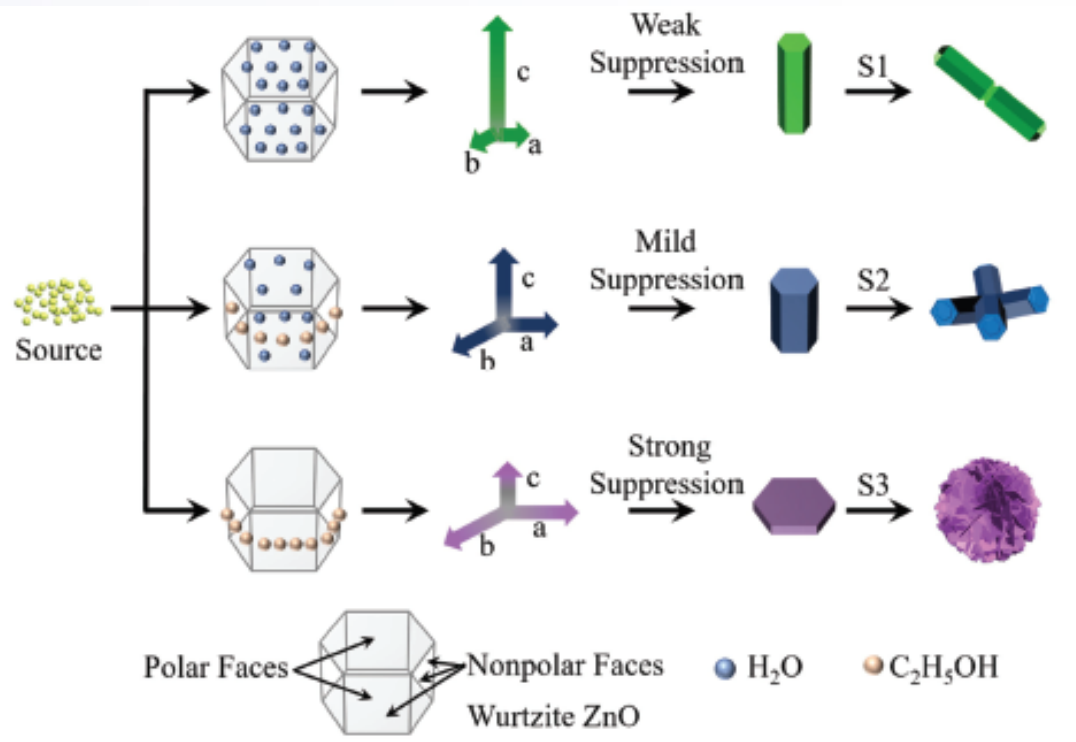 Weak
Suppression
c
a
b
S1
Mild
Suppression
c
a
b
S2
Source
Strong
Suppression
c
a
b
S3
Polar Faces
Nonpolar Faces
H₂O
C₂H₅OH
Wurtzite ZnO